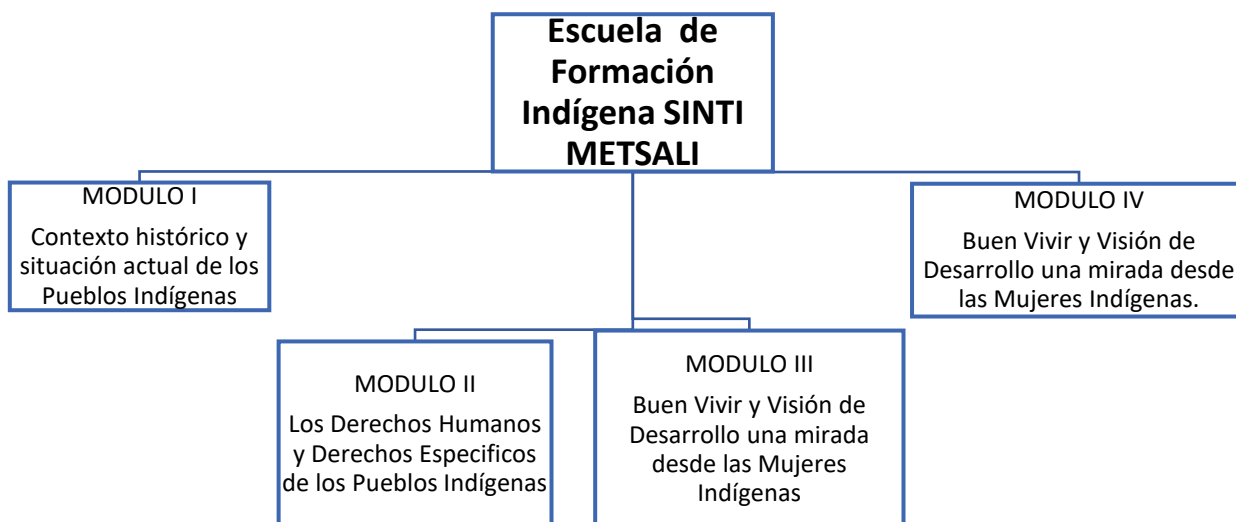 Escuela de
Formación
Indígena SINTI
METSALI
MODULO I
Contexto histórico y
situación actual de los
Pueblos Indígenas
MODULO II
Los Derechos Humanos
y Derechos Especificos
de los Pueblos Indígenas
MODULO III
Buen Vivir y Visión de
Desarrollo una mirada
desde las Mujeres
Indígenas
MODULO IV
Buen Vivir y Visión de
Desarrollo una mirada desde
las Mujeres Indígenas.